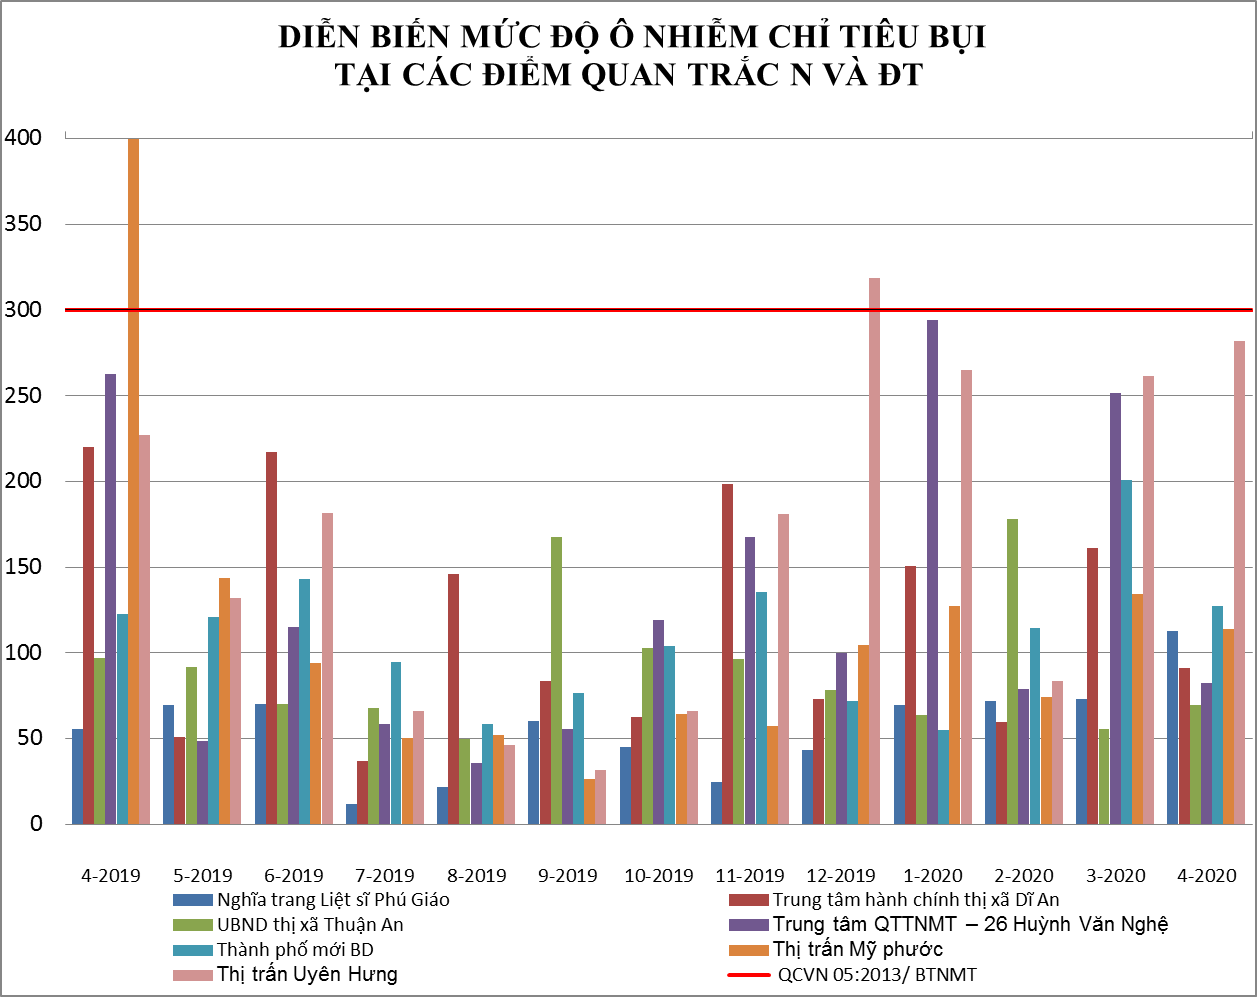 DIỄN BIẾN MỨC ĐỘ Ô NHIỄM CHỈ TIÊU BỤI
TẠI CÁC ĐIỂM QUAN TRẮC N VÀ ĐT
400
350
300
250
200
150
100
50
0
4-2019 5-2019 6-2019 7-2019 8-2019 9-2019 10-2019 11-2019 12-2019 1-2020 2-2020 3-2020 4-2020
Nghĩa trang Liệt sĩ Phú Giáo Trung tâm hành chính thị xã Dĩ An
UBND thị xã Thuận An Trung tâm QTTNMT – 26 Huỳnh Văn Nghệ
Thành phố mới BD Thị trấn Mỹ phước
Thị trấn Uyên Hưng QCVN 05:2013/ BTNMT